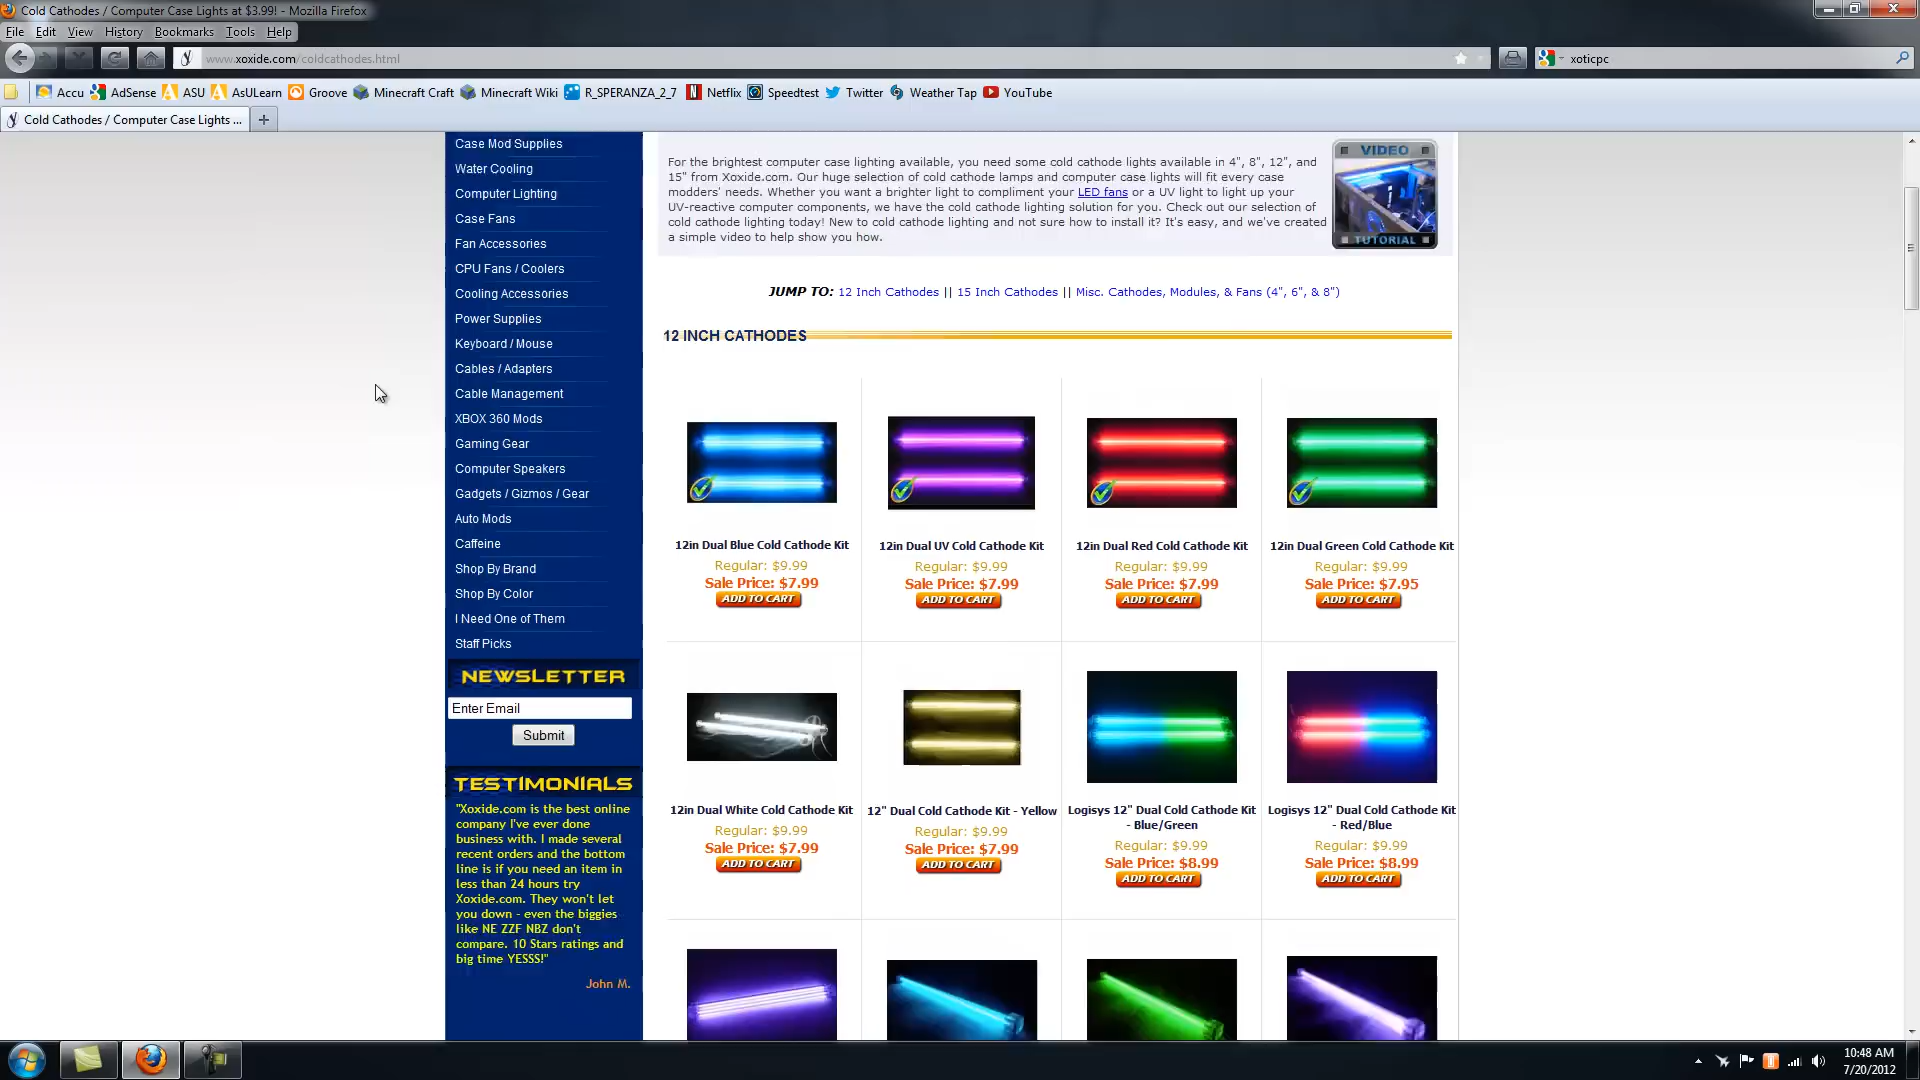 Cold Cathodes / Computer Case Lights at $3.99! - Mozilla Firefox
File Edit View History Bookmarks Tools Help
www.xoxide.com/coldcathodes.html
xoticpc
Accu AdSense ASU AsULearn Groove Minecraft Craft Minecraft Wiki R_SPERANZA_2_7 Netflix Speedtest Twitter Weather Tap YouTube
Cold Cathodes / Computer Case Lights ...
Case Mod Supplies
Water Cooling
Computer Lighting
Case Fans
Fan Accessories
CPU Fans / Coolers
Cooling Accessories
Power Supplies
Keyboard / Mouse
Cables / Adapters
Cable Management
XBOX 360 Mods
Gaming Gear
Computer Speakers
Gadgets / Gizmos / Gear
Auto Mods
Caffeine
Shop By Brand
Shop By Color
I Need One of Them
Staff Picks
NEWSLETTER
Enter Email
Submit
TESTIMONIALS
"Xoxide.com is the best online
company I've ever done
business with. I made several
recent orders and the bottom
line is if you need an item in
less than 24 hours try
Xoxide.com. They won't let
you down - even the biggies
like NE ZZF NBZ don't
compare. 10 Stars ratings and
big time YESSS!"
John M.
For the brightest computer case lighting available, you need some cold cathode lights available in 4", 8", 12", and
15" from Xoxide.com. Our huge selection of cold cathode lamps and computer case lights will fit every case
modders' needs. Whether you want a brighter light to compliment your LED fans or a UV light to light up your
UV-reactive computer components, we have the cold cathode lighting solution for you. Check out our selection of
cold cathode lighting today! New to cold cathode lighting and not sure how to install it? It's easy, and we've created
a simple video to help show you how.
VIDEO
TUTORIAL
JUMP TO: 12 Inch Cathodes || 15 Inch Cathodes || Misc. Cathodes, Modules, & Fans (4", 6", & 8")
12 INCH CATHODES
12in Dual Blue Cold Cathode Kit
Regular: $9.99
Sale Price: $7.99
ADD TO CART
12in Dual UV Cold Cathode Kit
Regular: $9.99
Sale Price: $7.99
ADD TO CART
12in Dual Red Cold Cathode Kit
Regular: $9.99
Sale Price: $7.99
ADD TO CART
12in Dual Green Cold Cathode Kit
Regular: $9.99
Sale Price: $7.95
ADD TO CART
12in Dual White Cold Cathode Kit
Regular: $9.99
Sale Price: $7.99
ADD TO CART
12" Dual Cold Cathode Kit - Yellow
Regular: $9.99
Sale Price: $7.99
ADD TO CART
Logisys 12" Dual Cold Cathode Kit
- Blue/Green
Regular: $9.99
Sale Price: $8.99
ADD TO CART
Logisys 12" Dual Cold Cathode Kit
- Red/Blue
Regular: $9.99
Sale Price: $8.99
ADD TO CART
10:48 AM
7/20/2012